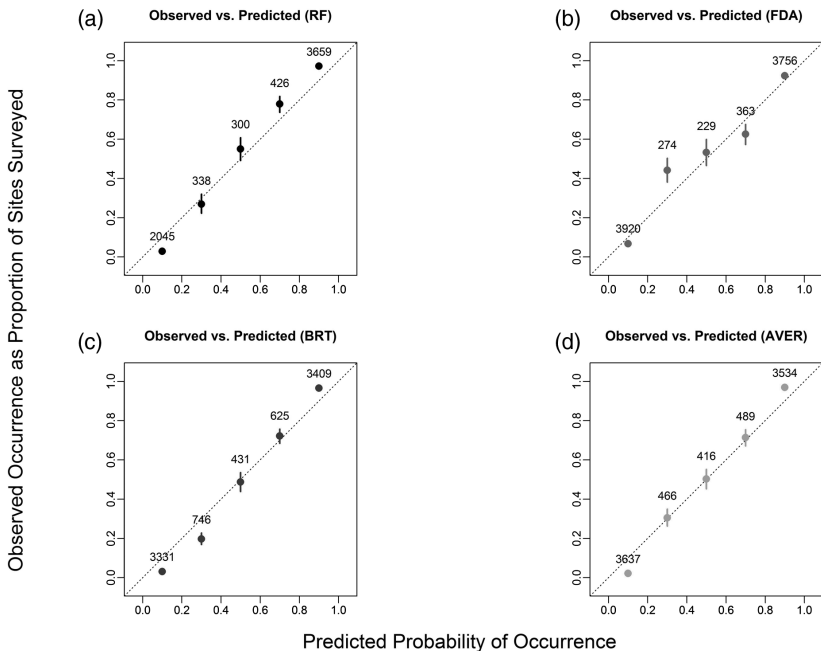 Observed Occurrence as Proportion of Sites Surveyed
(a)
Observed vs. Predicted (RF)
0.0 0.2 0.4 0.6 0.8 1.0
2045
338
300
426
3659
0.0 0.2 0.4 0.6 0.8 1.0
(b)
Observed vs. Predicted (FDA)
0.0 0.2 0.4 0.6 0.8 1.0
3920
274
229
363
3756
0.0 0.2 0.4 0.6 0.8 1.0
(c)
Observed vs. Predicted (BRT)
0.0 0.2 0.4 0.6 0.8 1.0
3331
746
431
625
3409
0.0 0.2 0.4 0.6 0.8 1.0
(d)
Observed vs. Predicted (AVER)
0.0 0.2 0.4 0.6 0.8 1.0
3637
466
416
489
3534
0.0 0.2 0.4 0.6 0.8 1.0
Predicted Probability of Occurrence